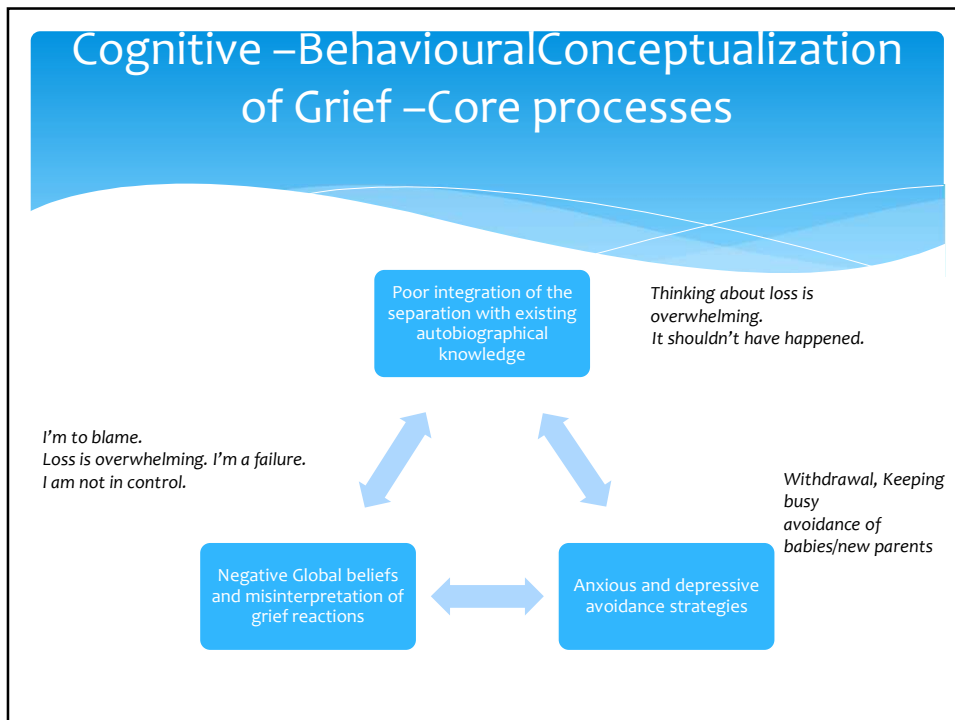 Cognitive –BehaviouralConceptualization
of Grief –Core processes
Poor integration of the
separation with existing
autobiographical
knowledge
Thinking about loss is
overwhelming.
It shouldn’t have happened.
I’m to blame.
Loss is overwhelming. I’m a failure.
I am not in control.
Withdrawal, Keeping
busy
avoidance of
babies/new parents
Negative Global beliefs
and misinterpretation of
grief reactions
Anxious and depressive
avoidance strategies